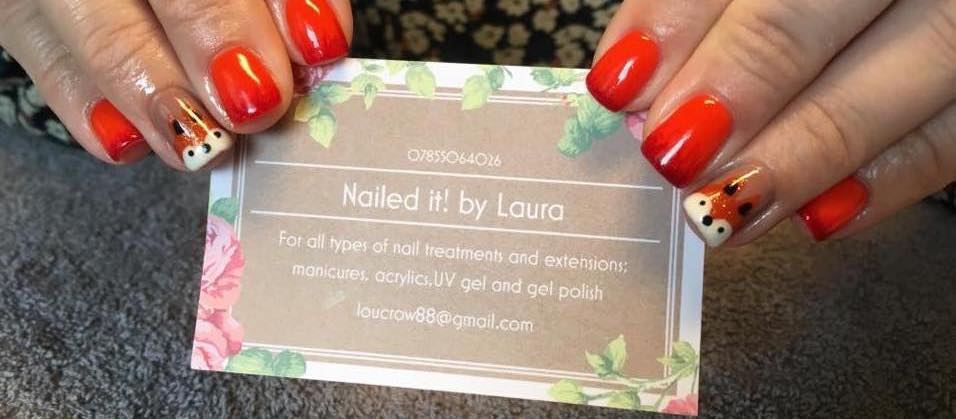 07855064026
Nailed it! by Laura
For all types of nail treatments and extensions;
manicures, acrylics,UV gel and gel polish
loucrow88@gmail.com